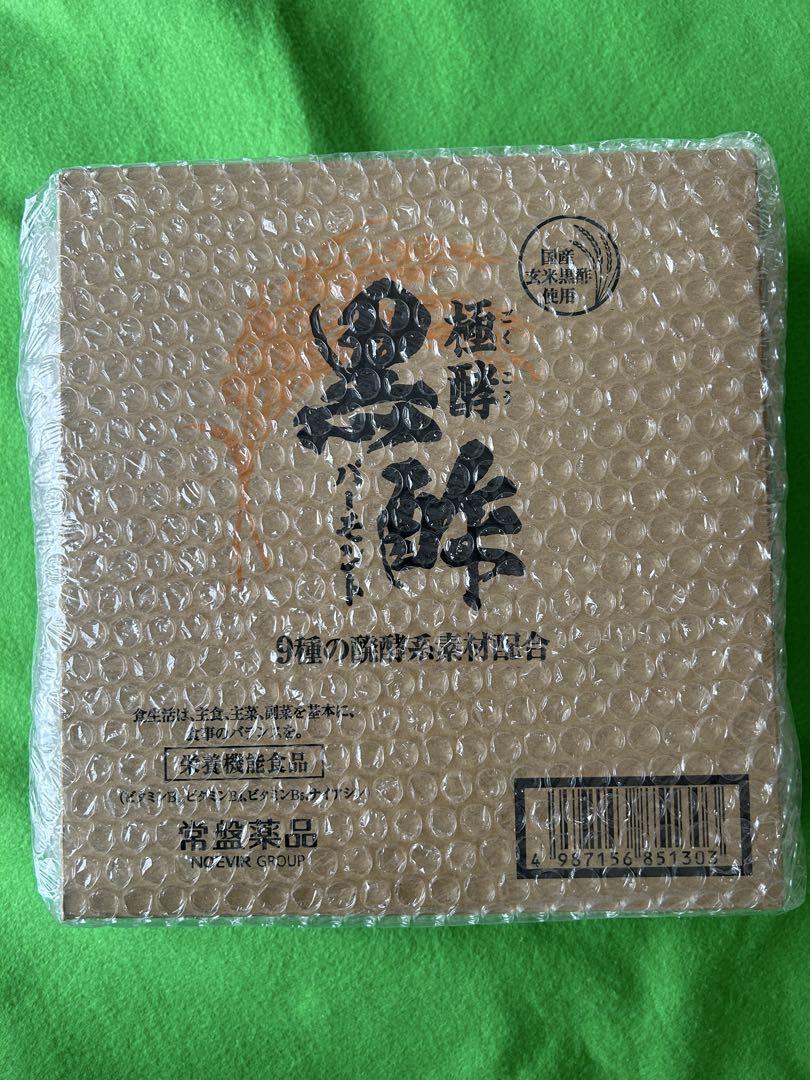 国産
玄米黒酢
使用
極酵
ごくこう
黒酢
バーモント
9種の醗酵系素材配合
食生活は、主食、主菜、副菜を基本に、
食事のバランスを。
栄養機能食品
常盤薬品
NOEVIR GROUP
4 987156 851303